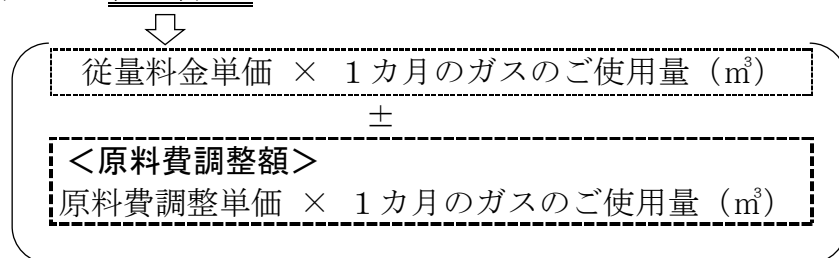 従量料金単価 × 1カ月のガスのご使用量（㎥）
±
＜原料費調整額＞
原料費調整単価 × 1カ月のガスのご使用量（㎥）